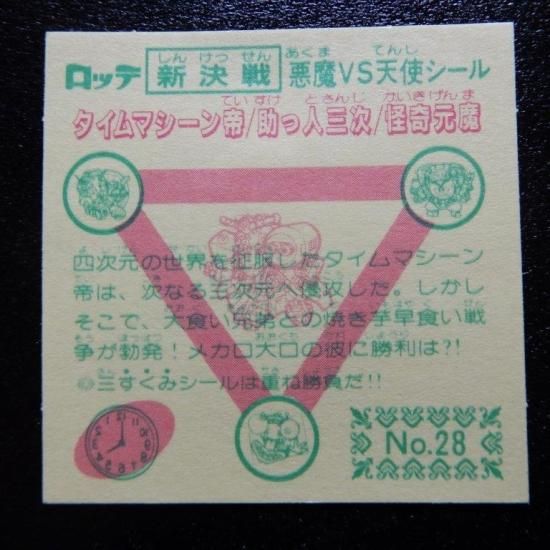 ロッテ 新決戦 悪魔VS天使シール
しんけっせん あくま てんし
タイムマシーン帝/助っ人三次/怪奇元魔
ていすけ とさんじ かいきげんま
四次元の世界を征服したタイムマシーン
帝は、次なる三次元へ侵攻した。しかし
そこで、大食い兄弟との焼き芋早食い戦
争が勃発!メカロ大口の彼に勝利は?!
◎三すくみシールは重ね勝負だ!!
No.28